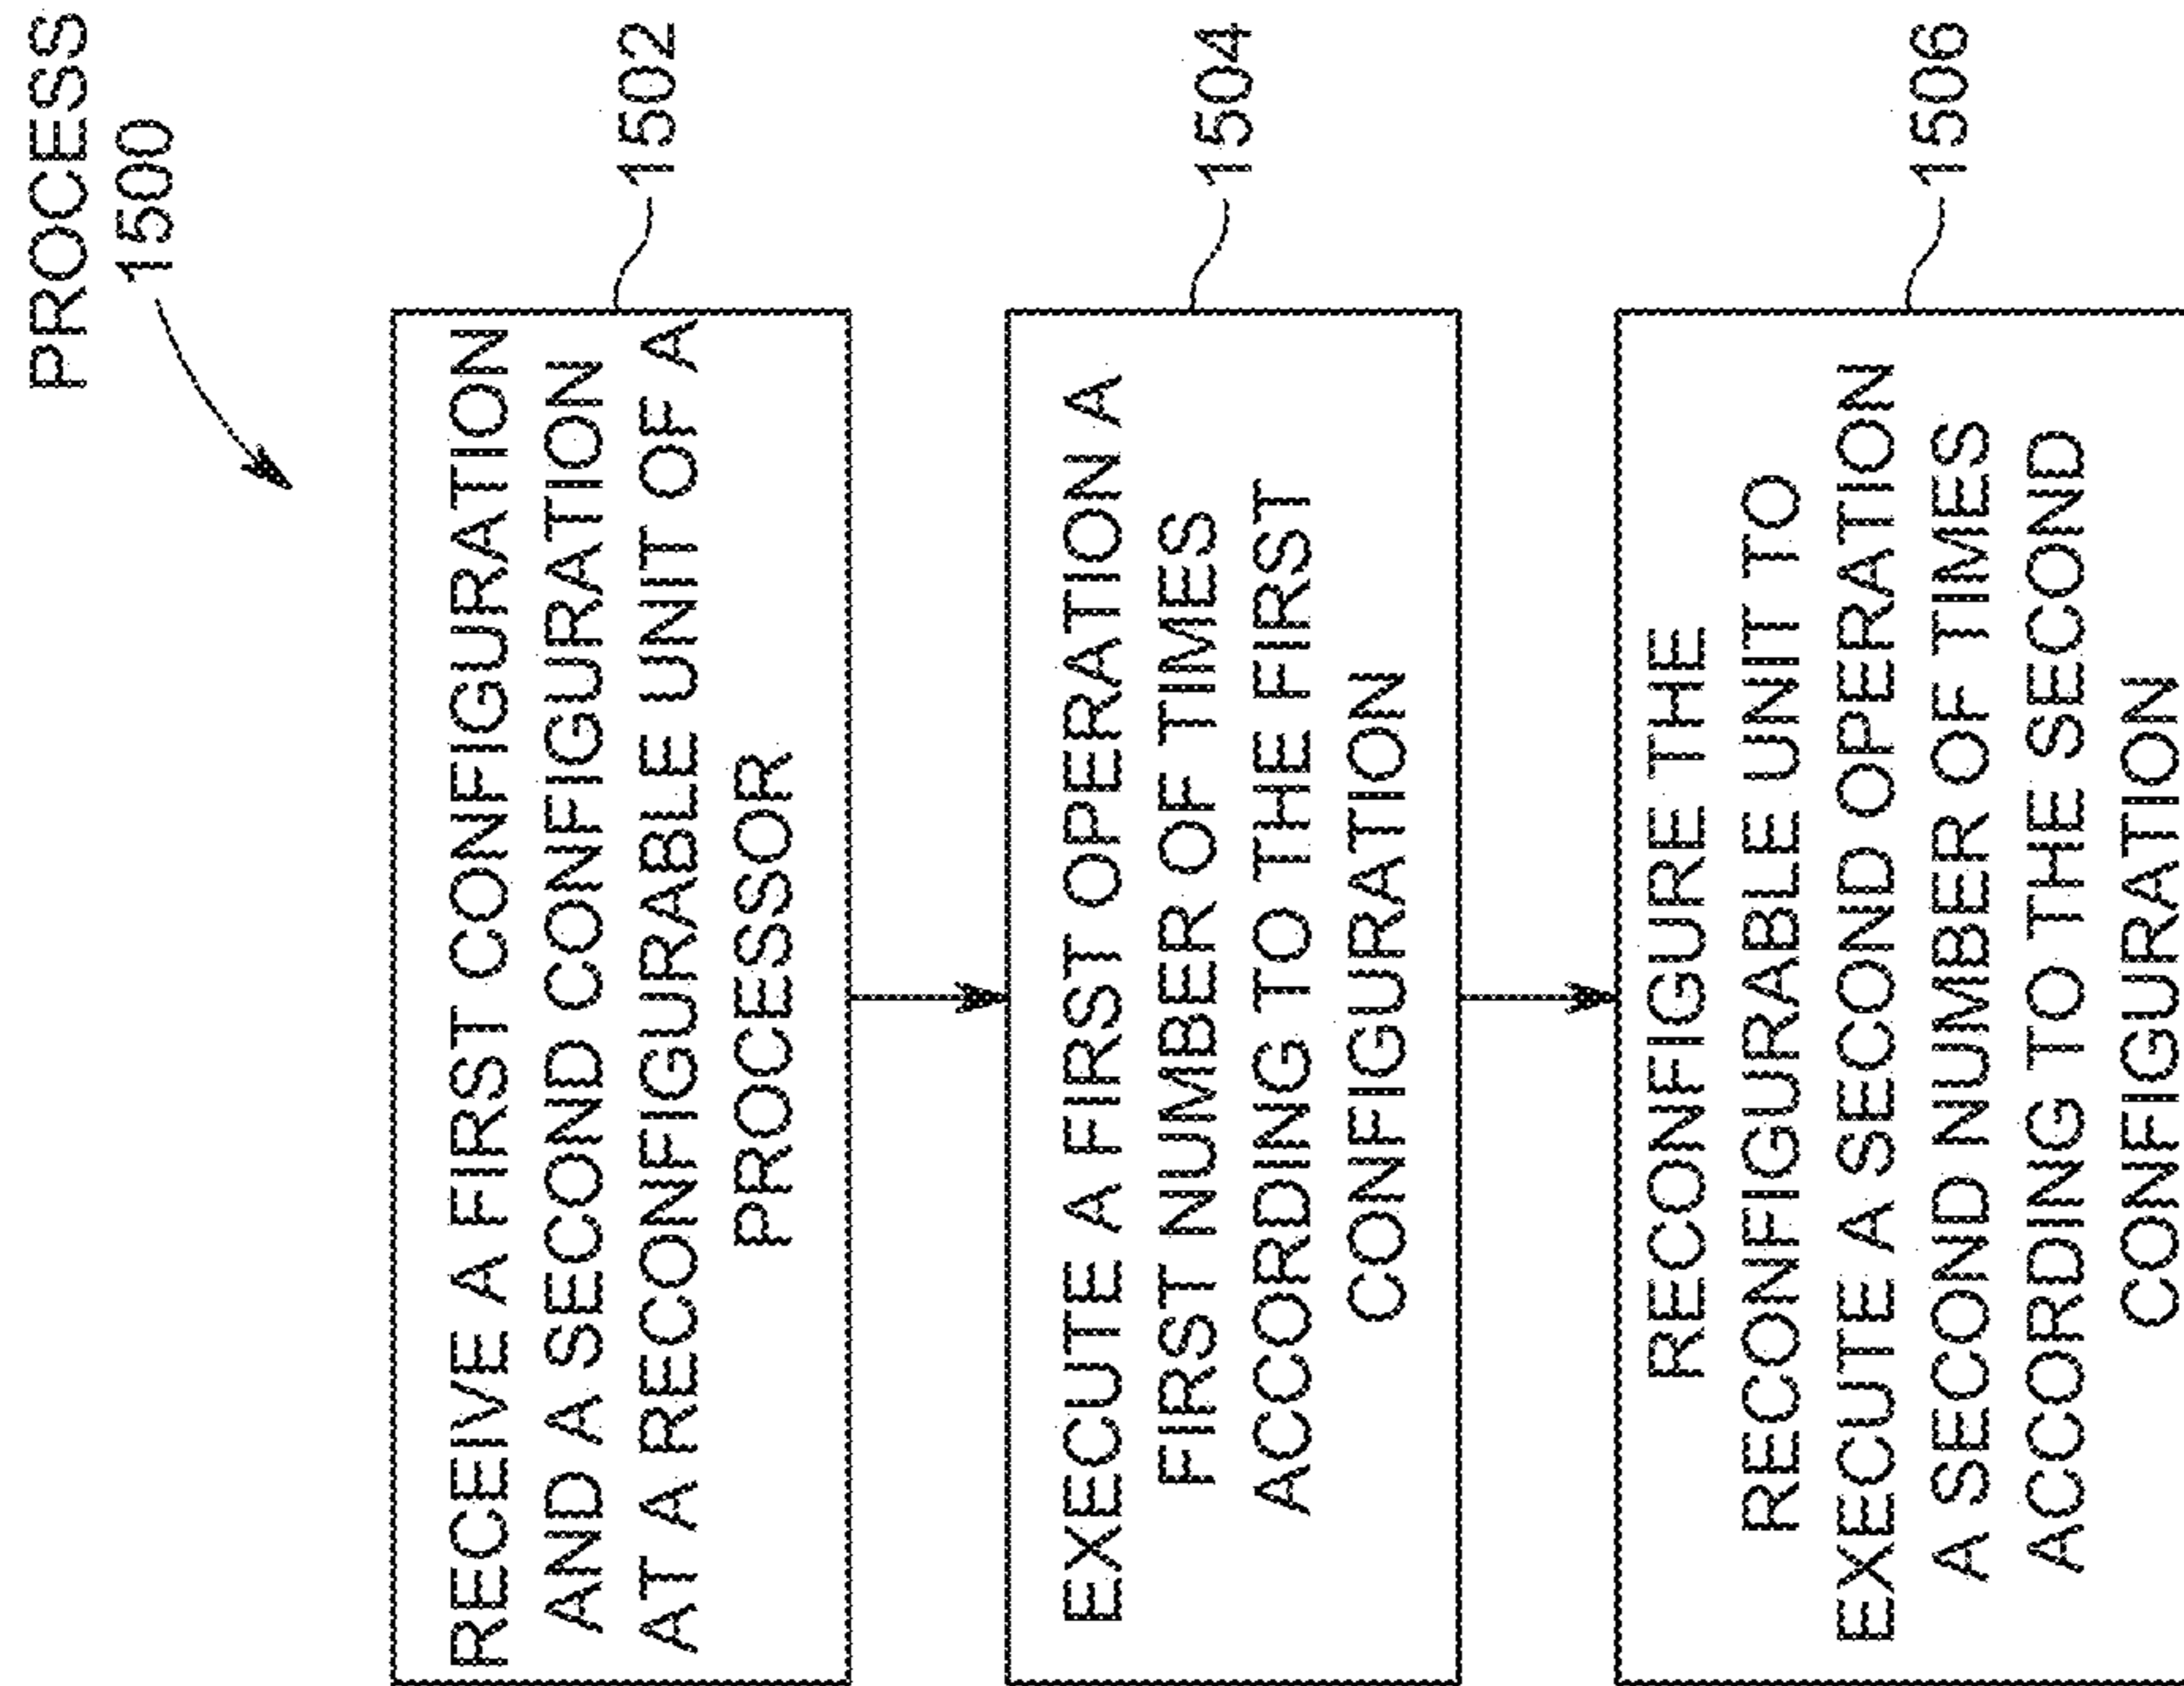 PROCESS
1500
RECEIVE A FIRST CONFIGURATION
AND A SECOND CONFIGURATION
AT A RECONFIGURABLE UNIT OF A
PROCESSOR
1502
EXECUTE A FIRST OPERATION A
FIRST NUMBER OF TIMES
ACCORDING TO THE FIRST
CONFIGURATION
1504
RECONFIGURE THE
RECONFIGURABLE UNIT TO
EXECUTE A SECOND OPERATION
A SECOND NUMBER OF TIMES
ACCORDING TO THE SECOND
CONFIGURATION
1506